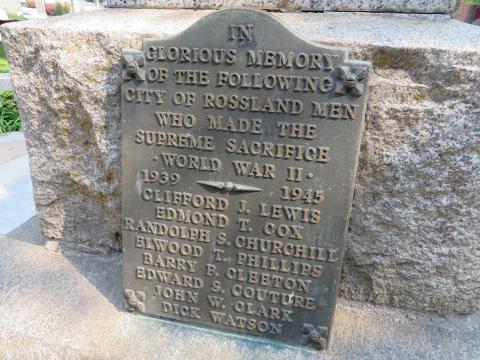 IN
GLORIOUS MEMORY
OF THE FOLLOWING
CITY OF ROSSLAND MEN
WHO MADE THE
SUPREME SACRIFICE
· WORLD WAR II ·
1939 1945
CLIFFORD J. LEWIS
EDMOND T. COX
RANDOLPH S. CHURCHILL
ELWOOD T. PHILLIPS
BARRY F. CLEETON
EDWARD S. COUTURE
JOHN W. CLARK
DICK WATSON